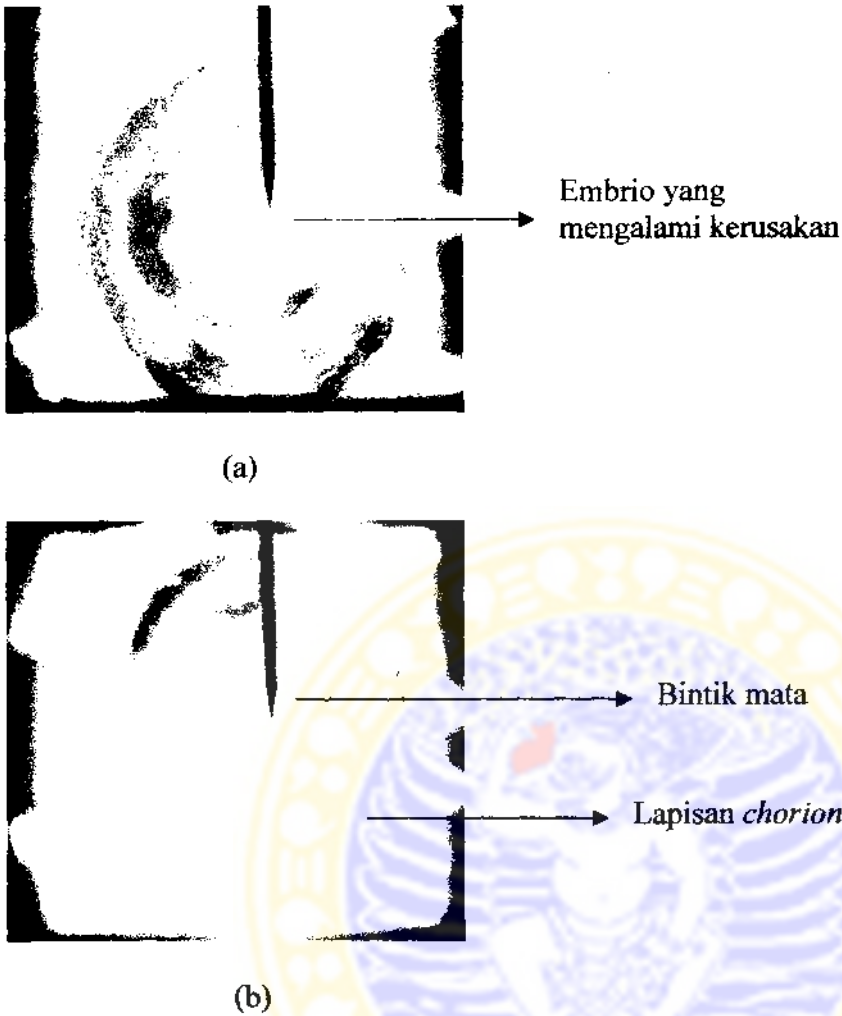 Embrio yang
mengalami kerusakan
(a)
Bintik mata
Lapisan chorion
(b)